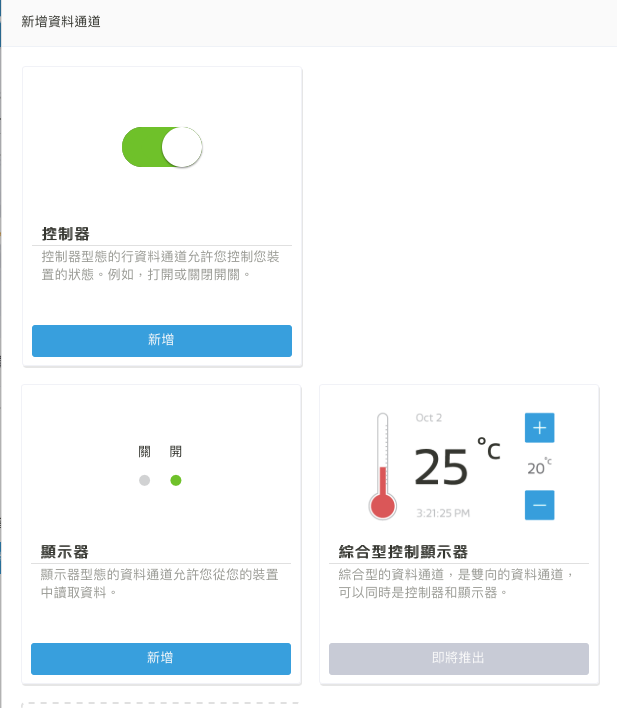 新增資料通道
控制器
控制器型態的行資料通道允許您控制您裝
置的狀態。例如，打開或關閉開關。
新增
關 開
顯示器
顯示器型態的資料通道允許您從您的裝置
中讀取資料。
新增
Oct 2
25 °C
20°c
3:21:25 PM
綜合型控制顯示器
綜合型的資料通道，是雙向的資料通道，
可以同時是控制器和顯示器。
即將推出